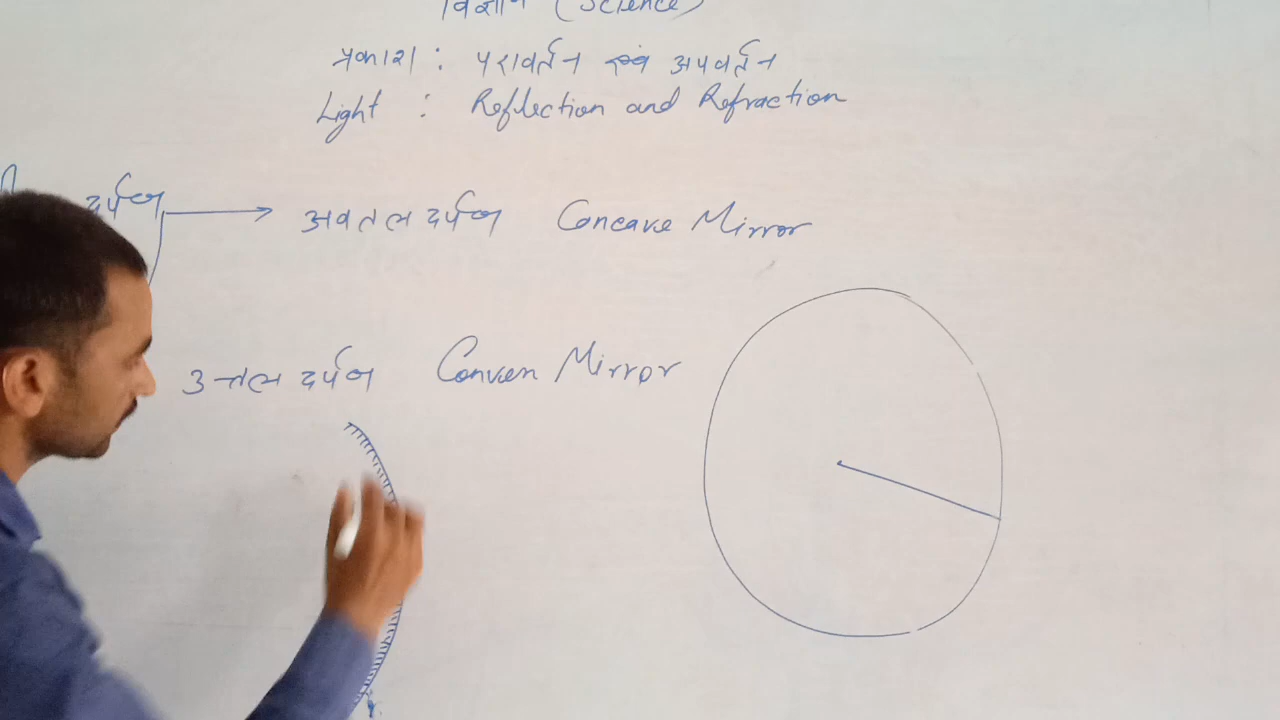 विज्ञान (Science)
प्रकाश : परावर्तन एवं अपवर्तन
Light : Reflection and Refraction
दर्पण
अवतल दर्पण Concave Mirror
उत्तल दर्पण Convex Mirror